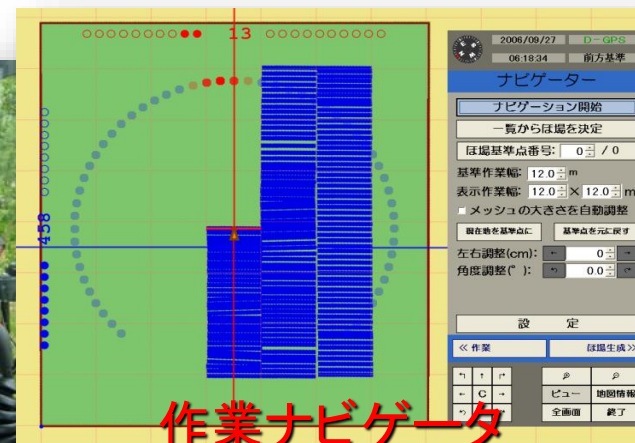 13
458
2006/09/27 D-GPS
06:18:34 前方基準
ナビゲーター
ナビゲーション開始
一覧からほ場を決定
ほ場基準点番号: 0 / 0
基準作業幅: 12.0 m
表示作業幅: 12.0 × 12.0 m
メッシュの大きさを自動調整
現在地を基準点に 基準点を元に戻す
左右調整(cm): ← 0 →
角度調整(°): 0.0
設 定
<< 作業 ほ場生成 >>
↑
← C → ビュー 地図情報
全画面 終了
作業ナビゲータ